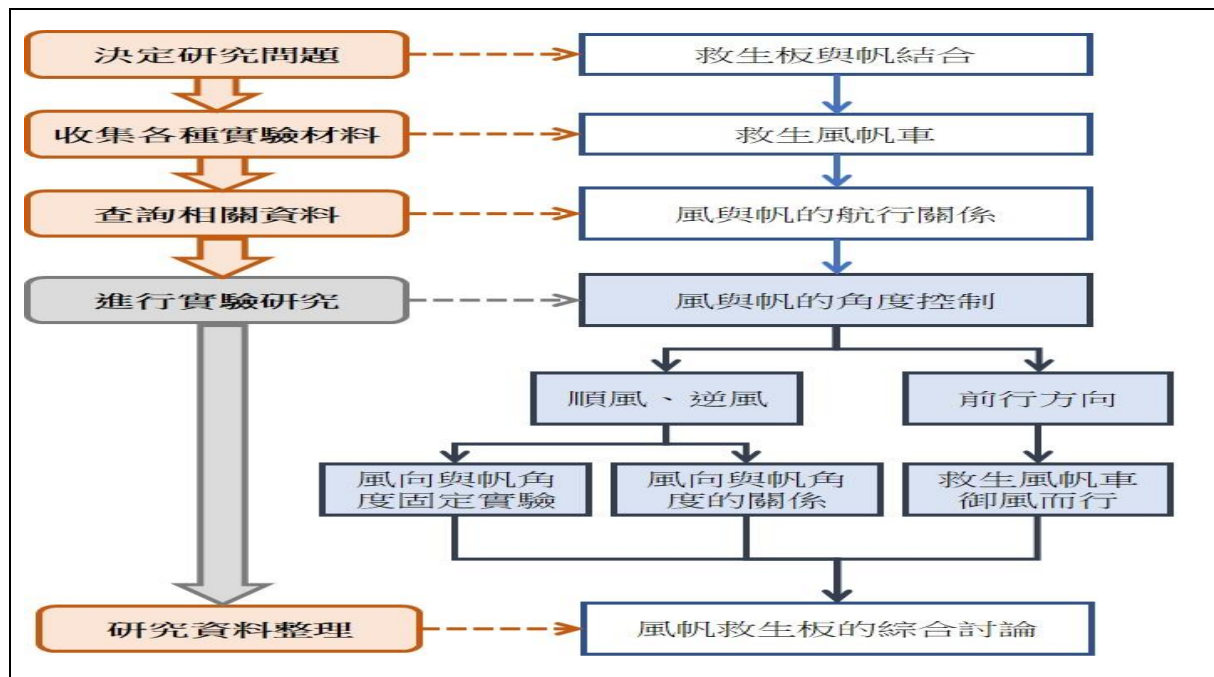 決定研究問題
救生板與帆結合
收集各種實驗材料
救生風帆車
查詢相關資料
風與帆的航行關係
進行實驗研究
風與帆的角度控制
順風、逆風
前行方向
風向與帆角
度固定實驗
風向與帆角
度的關係
救生風帆車
御風而行
研究資料整理
風帆救生板的綜合討論